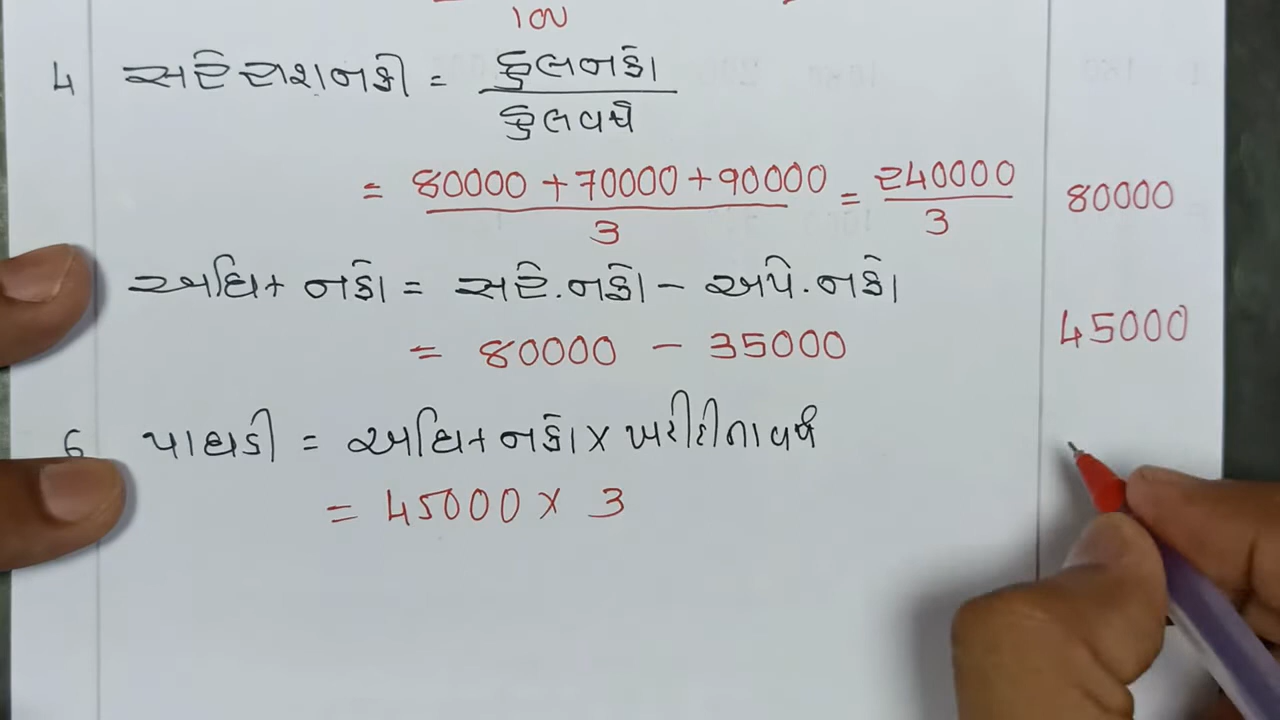 100
4 સરેરાશ નફો = કુલ નફો
કુલ વર્ષ
= 80000 + 70000 + 90000 = 240000 80000
3 3
અધિક નફો = સરે. નફો - અપે. નફો
= 80000 - 35000 45000
6 પાઘડી = અધિક નફો x ખરીદીના વર્ષ
= 45000 x 3